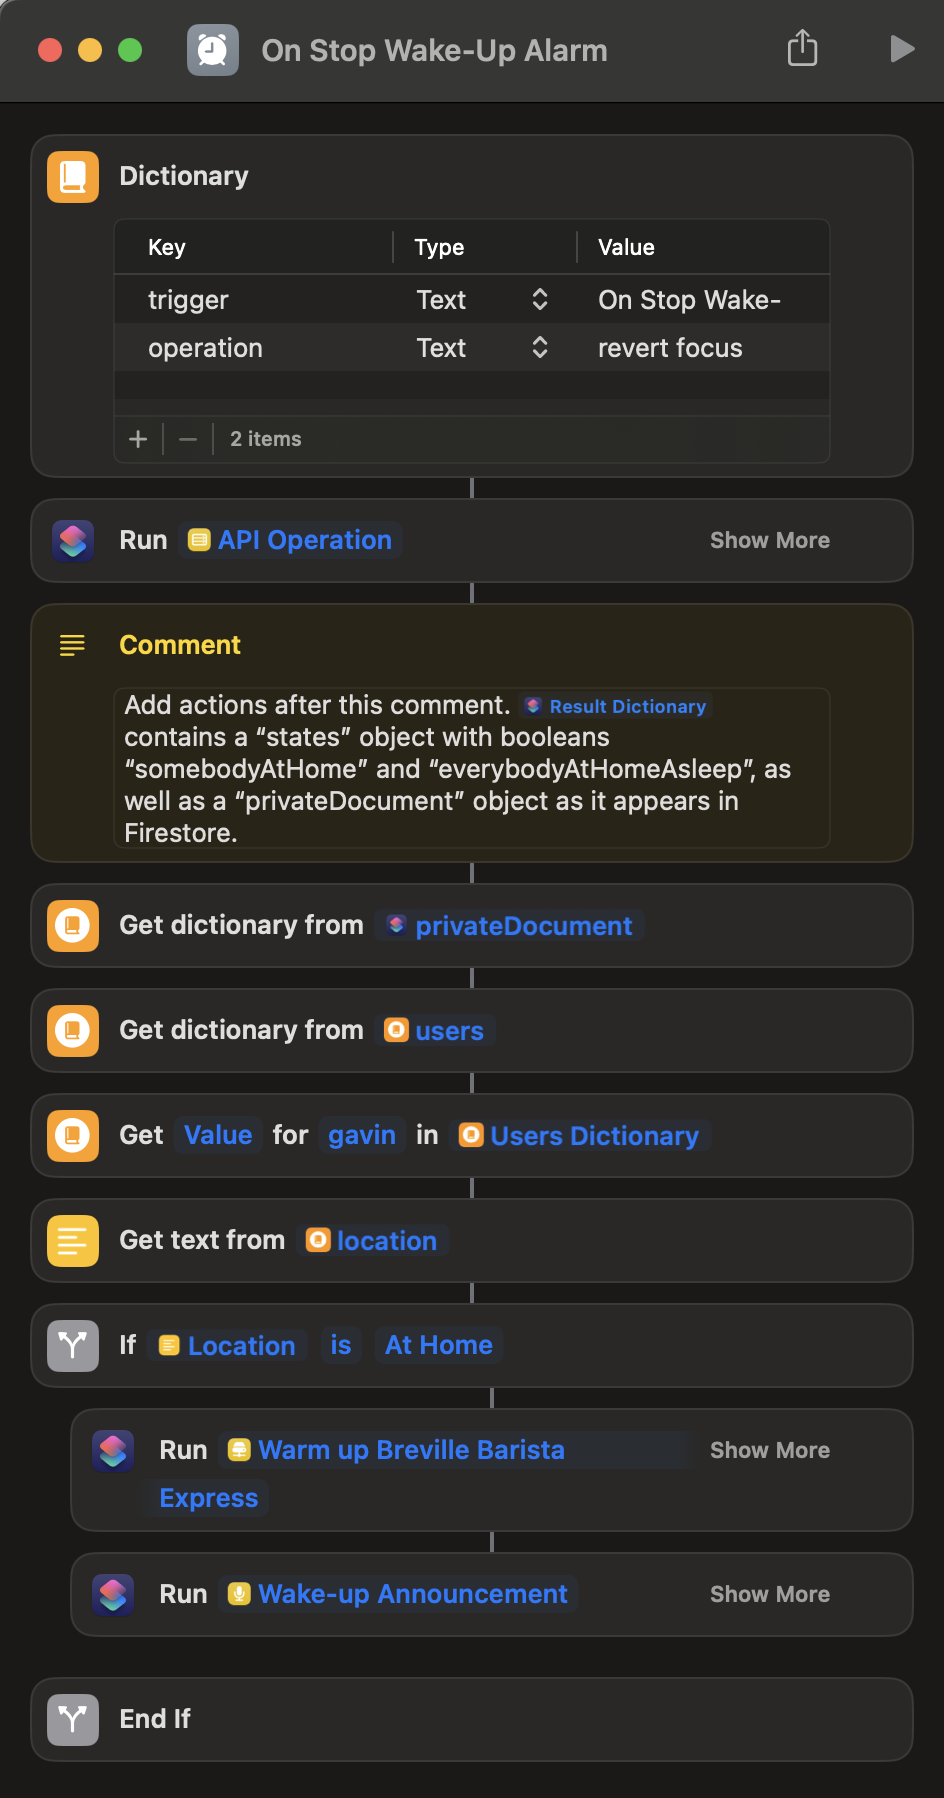 On Stop Wake-Up Alarm
Dictionary
Key Type Value
trigger Text On Stop Wake-
operation Text revert focus
2 items
Run API Operation Show More
Comment
Add actions after this comment. Result Dictionary
contains a “states” object with booleans
“somebodyAtHome” and “everybodyAtHomeAsleep”, as
well as a “privateDocument” object as it appears in
Firestore.
Get dictionary from privateDocument
Get dictionary from users
Get Value for gavin in Users Dictionary
Get text from location
If Location is At Home
Run Warm up Breville Barista Show More
Express
Run Wake-up Announcement Show More
End If